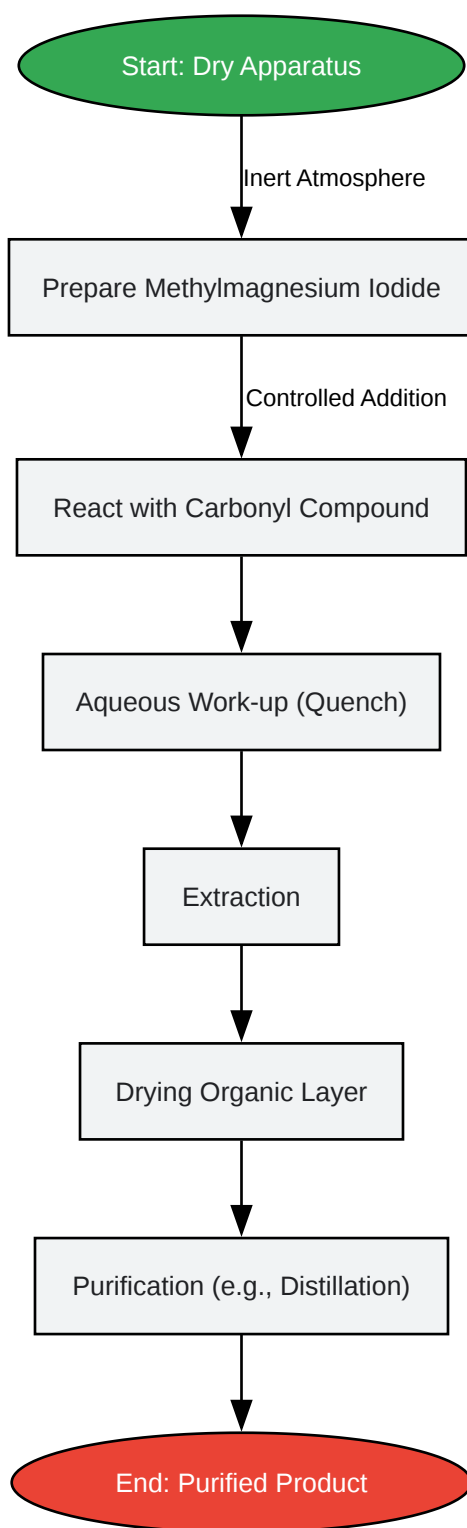 Start: Dry Apparatus
Inert Atmosphere
Prepare Methylmagnesium Iodide
Controlled Addition
React with Carbonyl Compound
Aqueous Work-up (Quench)
Extraction
Drying Organic Layer
Purification (e.g., Distillation)
End: Purified Product